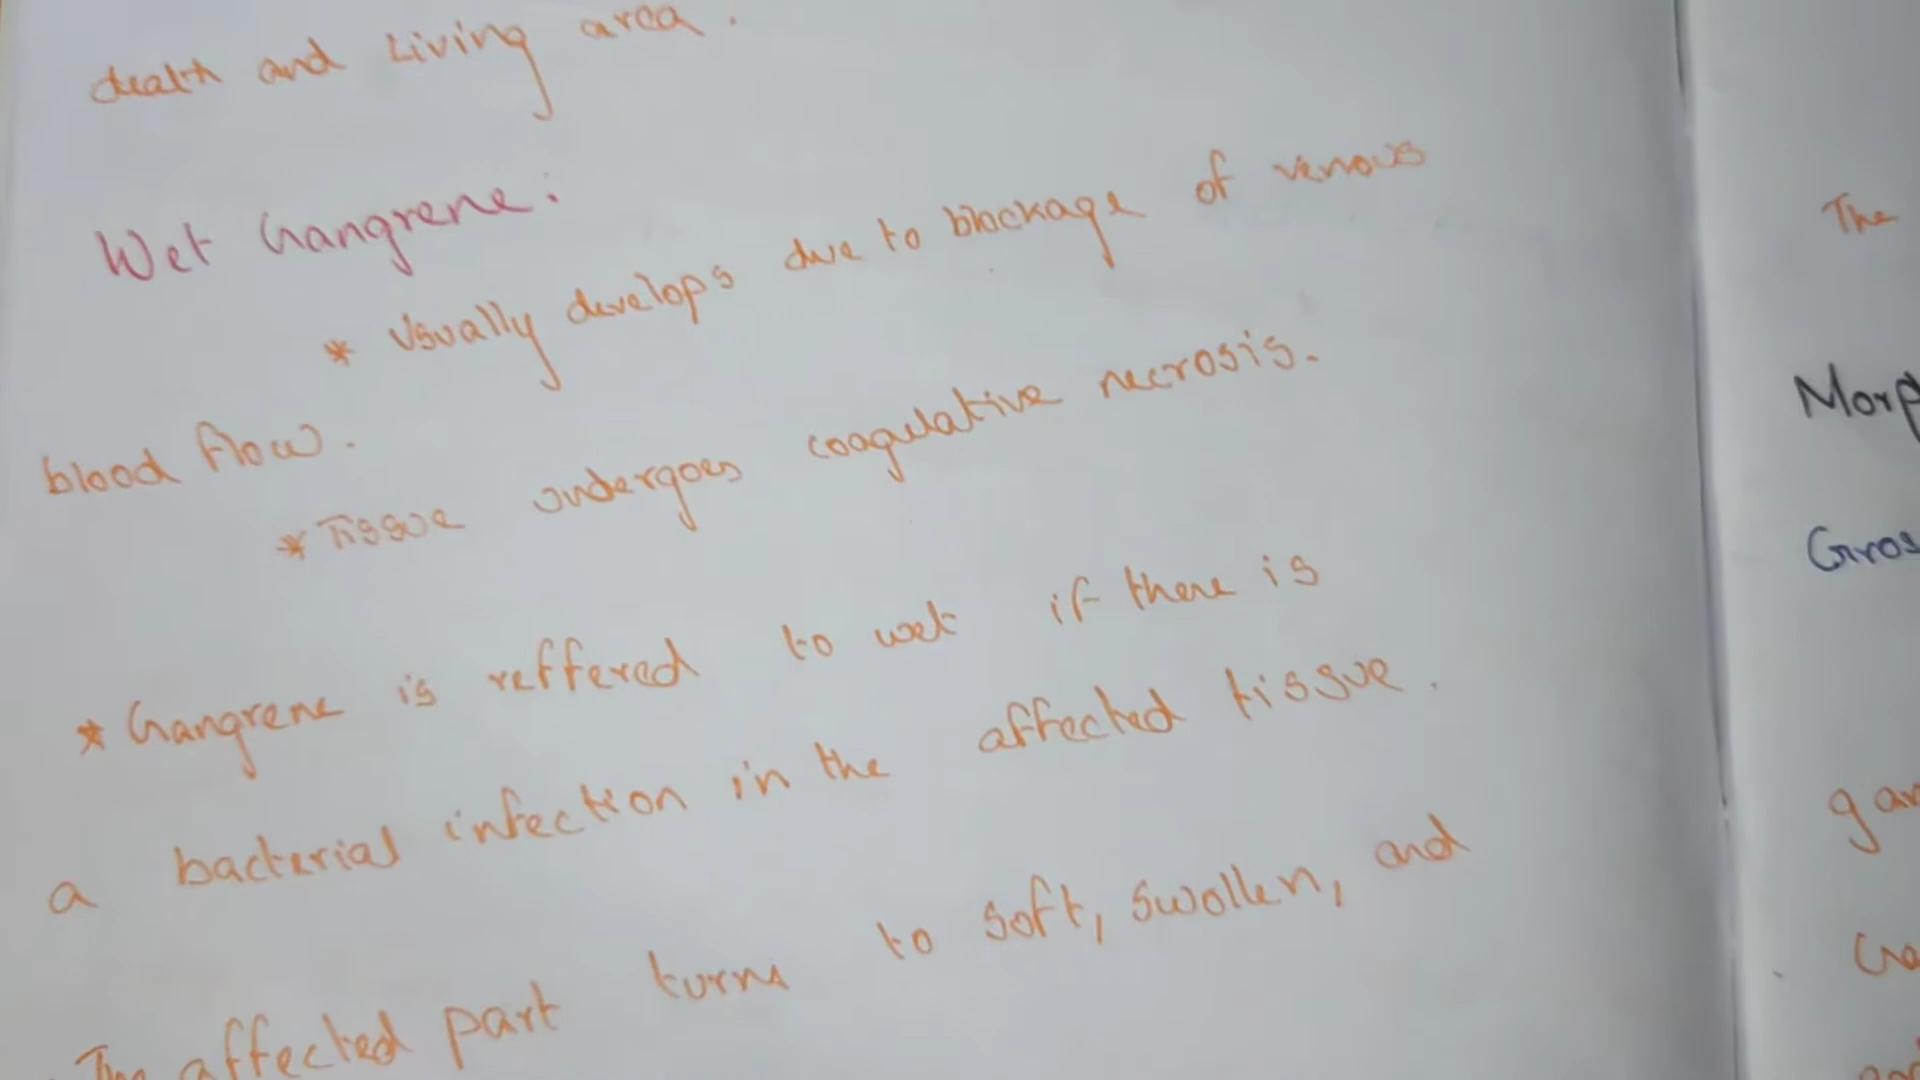 death and Living area.
Wet Gangrene:
* Usually develops due to blockage of venous
blood flow.
* Tissue undergoes coagulative necrosis.
* Gangrene is reffered to wet if there is
a bacterial infection in the affected tissue.
The affected part turns to soft, swollen, and
The
Morp
Gros
gan